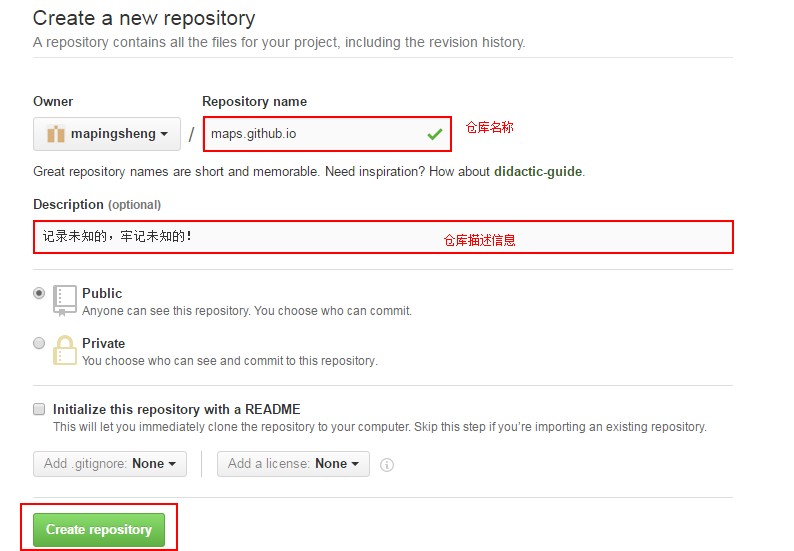 Create a new repository
A repository contains all the files for your project, including the revision history.
Owner
Repository name
mapingsheng
/
maps.github.io
仓库名称
Great repository names are short and memorable. Need inspiration? How about didactic-guide.
Description (optional)
记录未知的，牢记未知的！
仓库描述信息
Public
Anyone can see this repository. You choose who can commit.
Private
You choose who can see and commit to this repository.
Initialize this repository with a README
This will let you immediately clone the repository to your computer. Skip this step if you’re importing an existing repository.
Add .gitignore: None
Add a license: None
Create repository